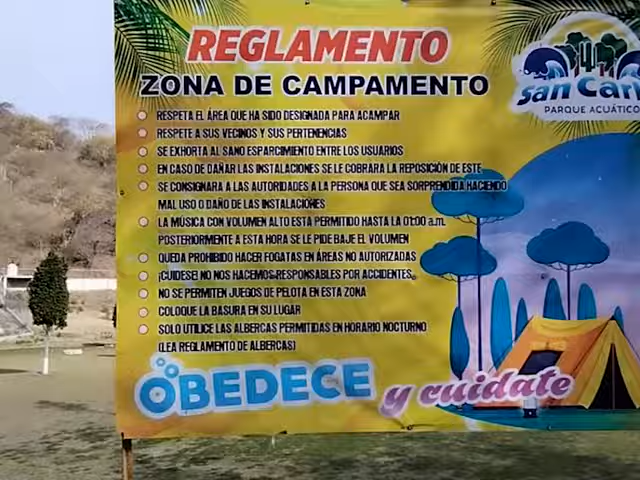 REGLAMENTO
ZONA DE CAMPAMENTO
San Car
PARQUE ACUÁTICO
RESPETA EL ÁREA QUE HA SIDO DESIGNADA PARA ACAMPAR
RESPETE A SUS VECINOS Y SUS PERTENENCIAS
SE EXHORTA AL SANO ESPARCIMIENTO ENTRE LOS USUARIOS
EN CASO DE DAÑAR LAS INSTALACIONES SE LE COBRARA LA REPOSICIÓN DE ESTE
SE CONSIGNARA A LAS AUTORIDADES A LA PERSONA QUE SEA SORPRENDIDA HACIENDO
MAL USO O DAÑO DE LAS INSTALACIONES
LA MÚSICA CON VOLUMEN ALTO ESTA PERMITIDO HASTA LA 01:00 a.m.
POSTERIORMENTE A ESTA HORA SE LE PIDE BAJE EL VOLUMEN
QUEDA PROHIBIDO HACER FOGATAS EN ÁREAS NO AUTORIZADAS
¡CUIDESE! NO NOS HACEMOS RESPONSABLES POR ACCIDENTES.
NO SE PERMITEN JUEGOS DE PELOTA EN ESTA ZONA
COLOQUE LA BASURA EN SU LUGAR
SOLO UTILICE LAS ALBERCAS PERMITIDAS EN HORARIO NOCTURNO
(LEA REGLAMENTO DE ALBERCAS)
OBEDECE y cuidate